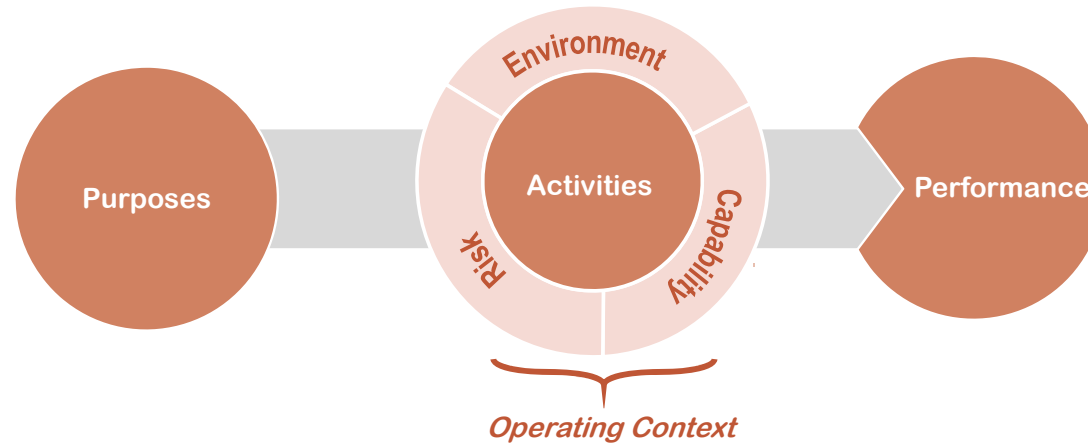 Purposes
Environment
Activities
Risk
Capability
Performance
Operating Context